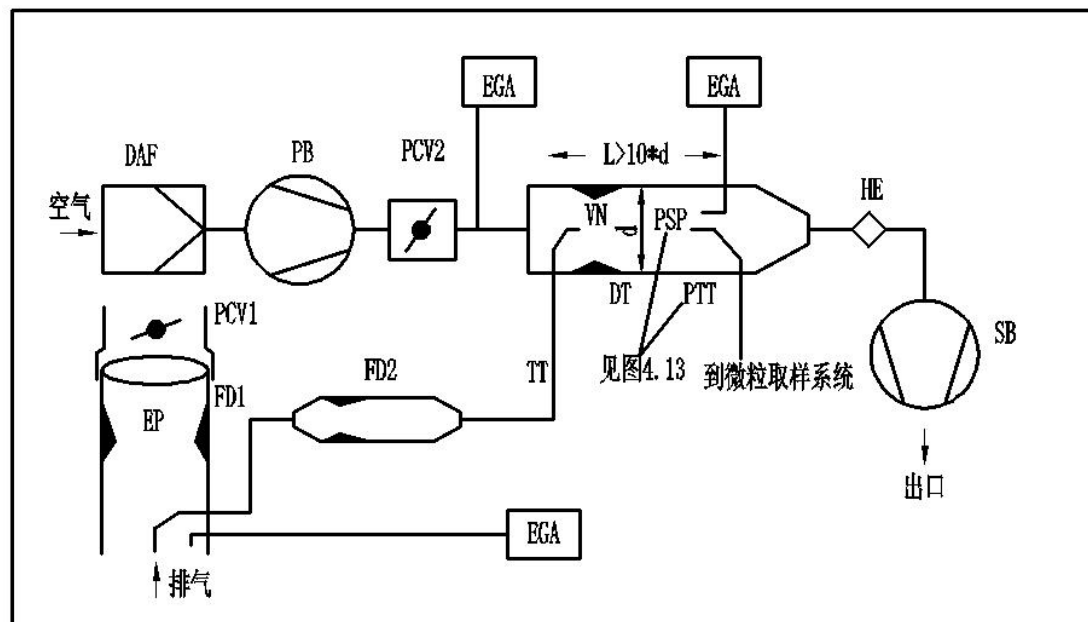 EGA
EGA
DAF
PB
PCV2
L>10*d
HE
空气
VN
d
PSP
DT
PTT
PCV1
SB
FD2
TT
见图4.13
到微粒取样系统
FD1
EP
出口
EGA
排气